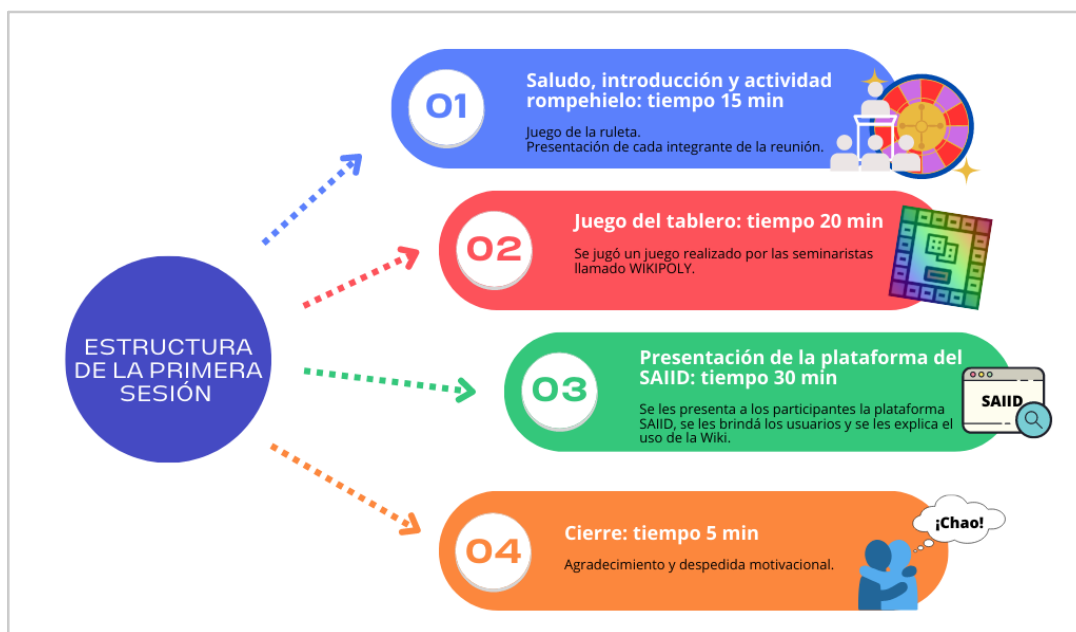 ESTRUCTURA
DE LA PRIMERA
SESIÓN
01
Saludo, introducción y actividad
rompehielo: tiempo 15 min
Juego de la ruleta.
Presentación de cada integrante de la reunión.
02
Juego del tablero: tiempo 20 min
Se jugó un juego realizado por las seminaristas
llamado WIKIPOLY.
03
Presentación de la plataforma del
SAIID: tiempo 30 min
Se les presenta a los participantes la plataforma
SAIID, se les brindá los usuarios y se les explica el
uso de la Wiki.
SAIID
04
Cierre: tiempo 5 min
Agradecimiento y despedida motivacional.
¡Chao!